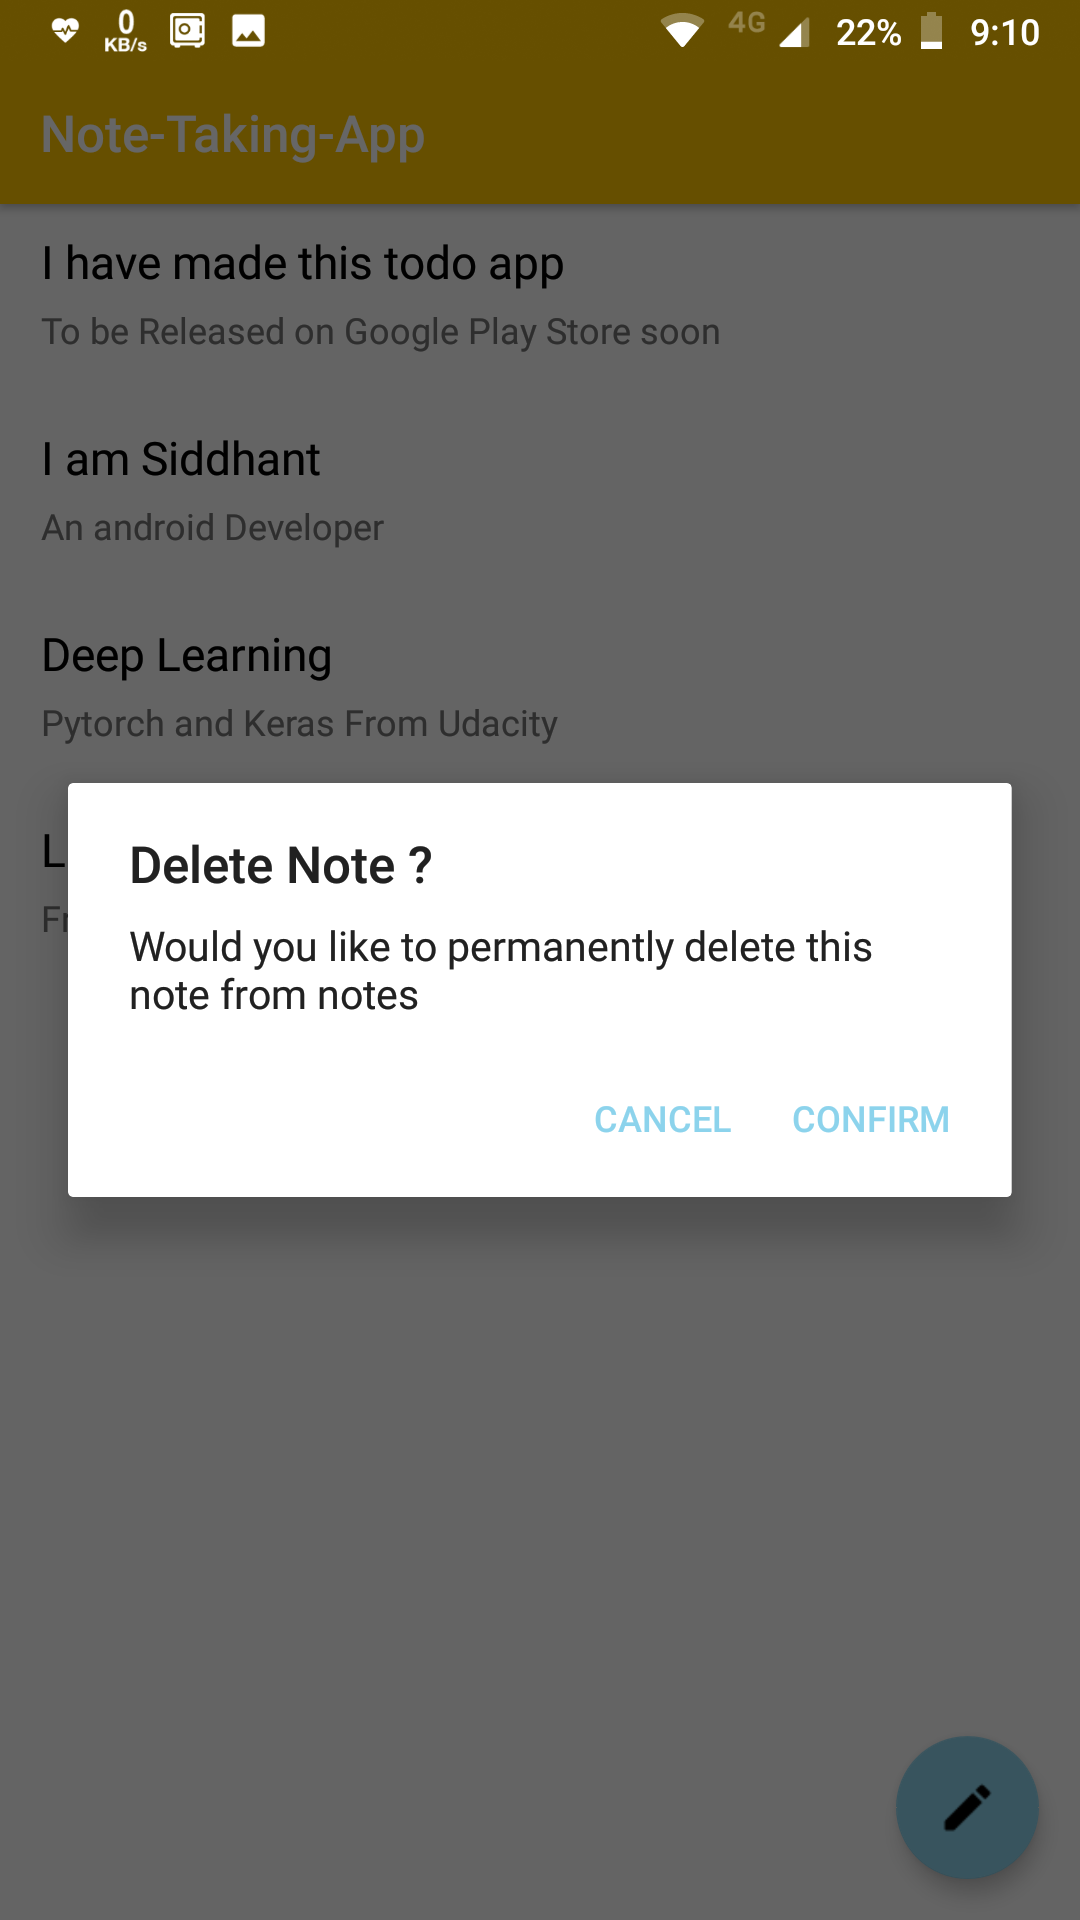 0
KB/s
4G
22%
9:10
Note-Taking-App
I have made this todo app
To be Released on Google Play Store soon
I am Siddhant
An android Developer
Deep Learning
Pytorch and Keras From Udacity
Delete Note ?
Would you like to permanently delete this
note from notes
CANCEL CONFIRM